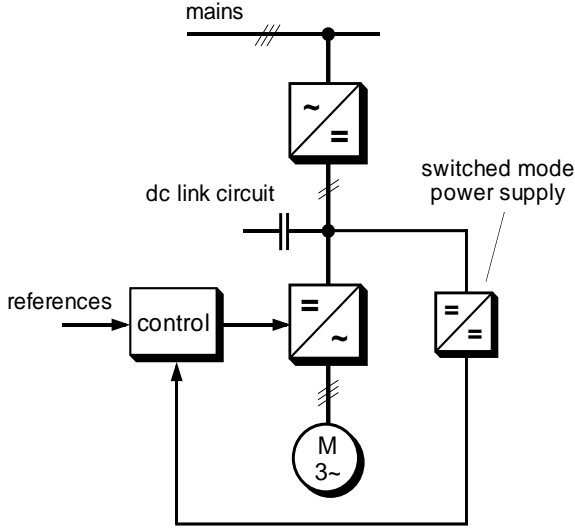 mains
~
=
switched mode
power supply
dc link circuit
references
control
=
~
=
=
M
3~